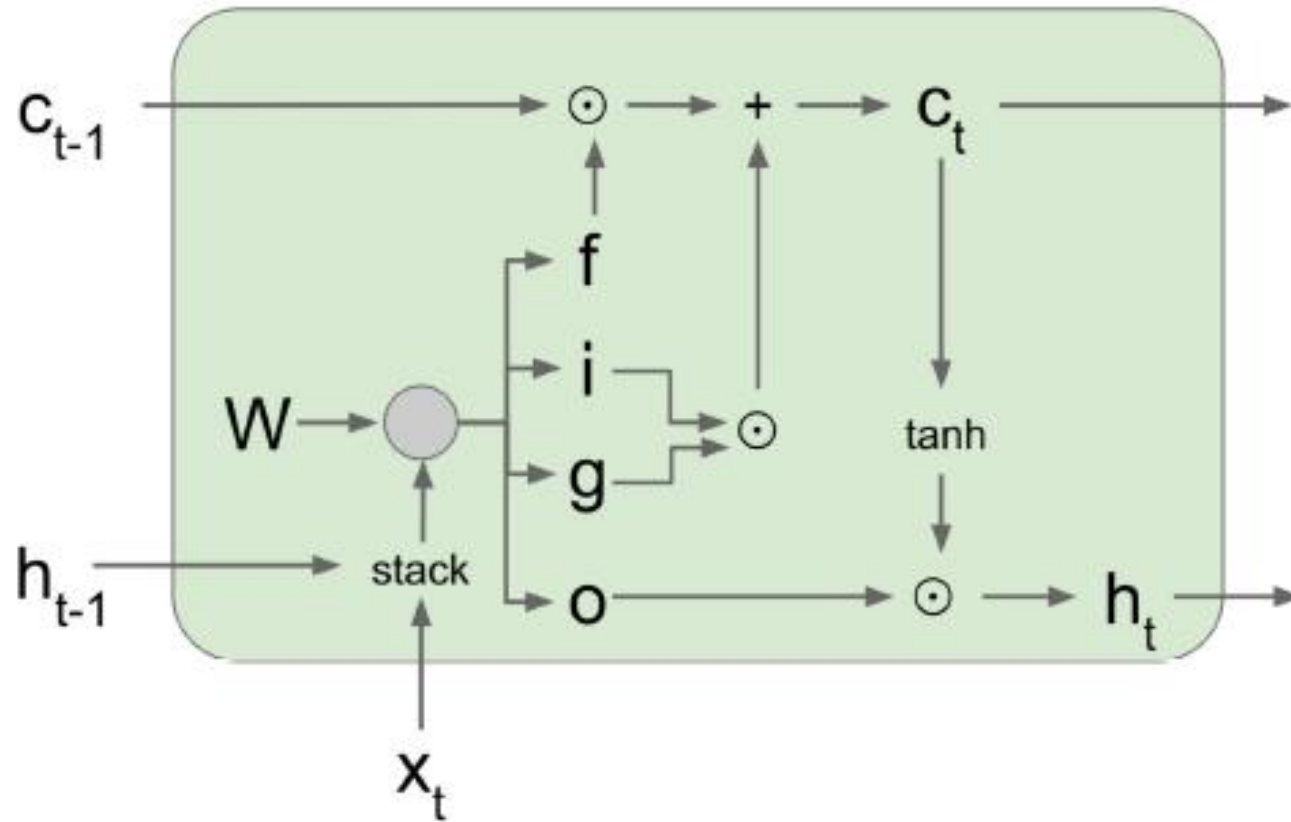 c_{t-1} ⊙ + c_t
f
i
W ⊙ tanh
g
h_{t-1} stack
o ⊙ h_t
x_t